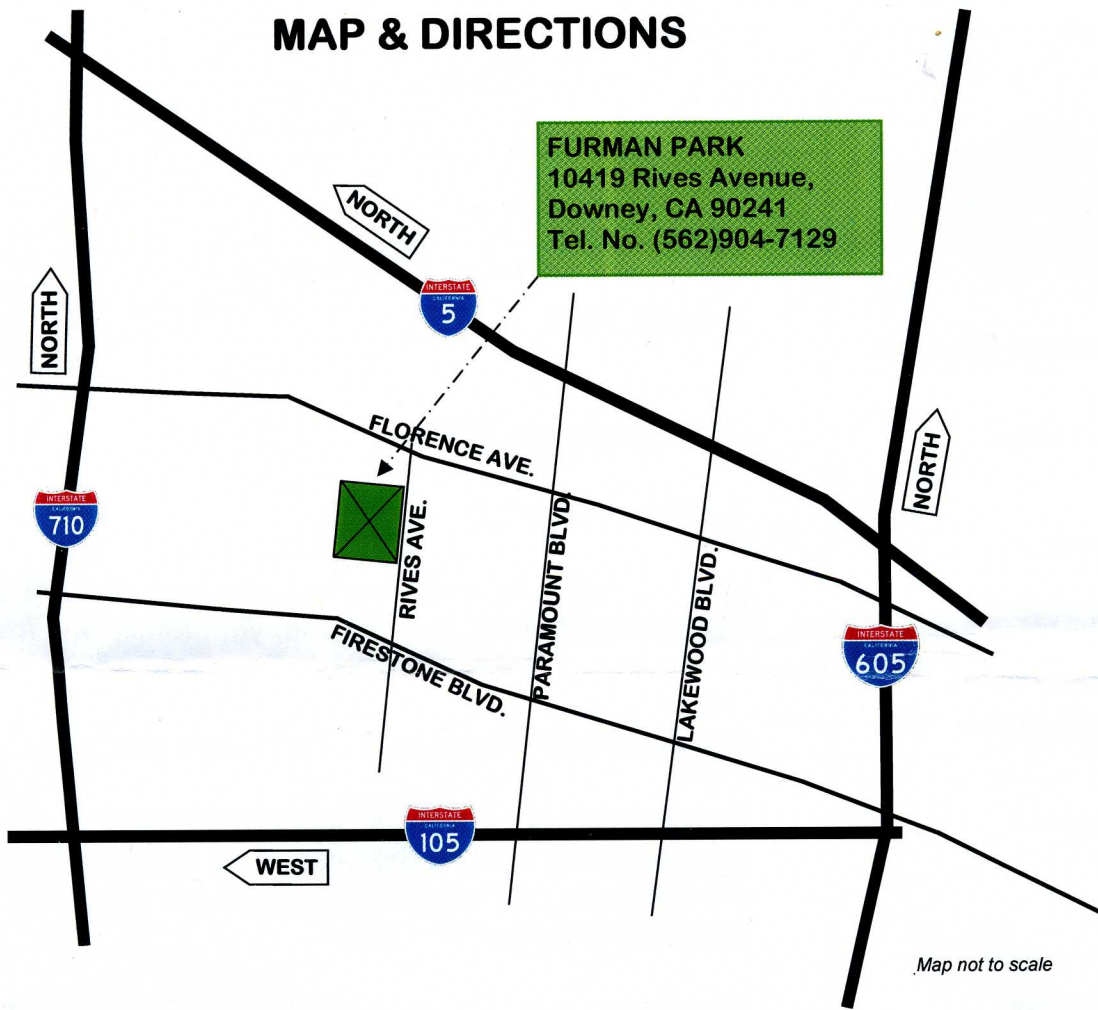 MAP & DIRECTIONS
FURMAN PARK
10419 Rives Avenue,
Downey, CA 90241
Tel. No. (562)904-7129
NORTH
INTERSTATE
CALIFORNIA
5
NORTH
FLORENCE AVE.
NORTH
INTERSTATE
CALIFORNIA
710
RIVES AVE.
PARAMOUNT BLVD.
LAKEWOOD BLVD.
FIRESTONE BLVD.
INTERSTATE
CALIFORNIA
605
INTERSTATE
CALIFORNIA
105
WEST
Map not to scale